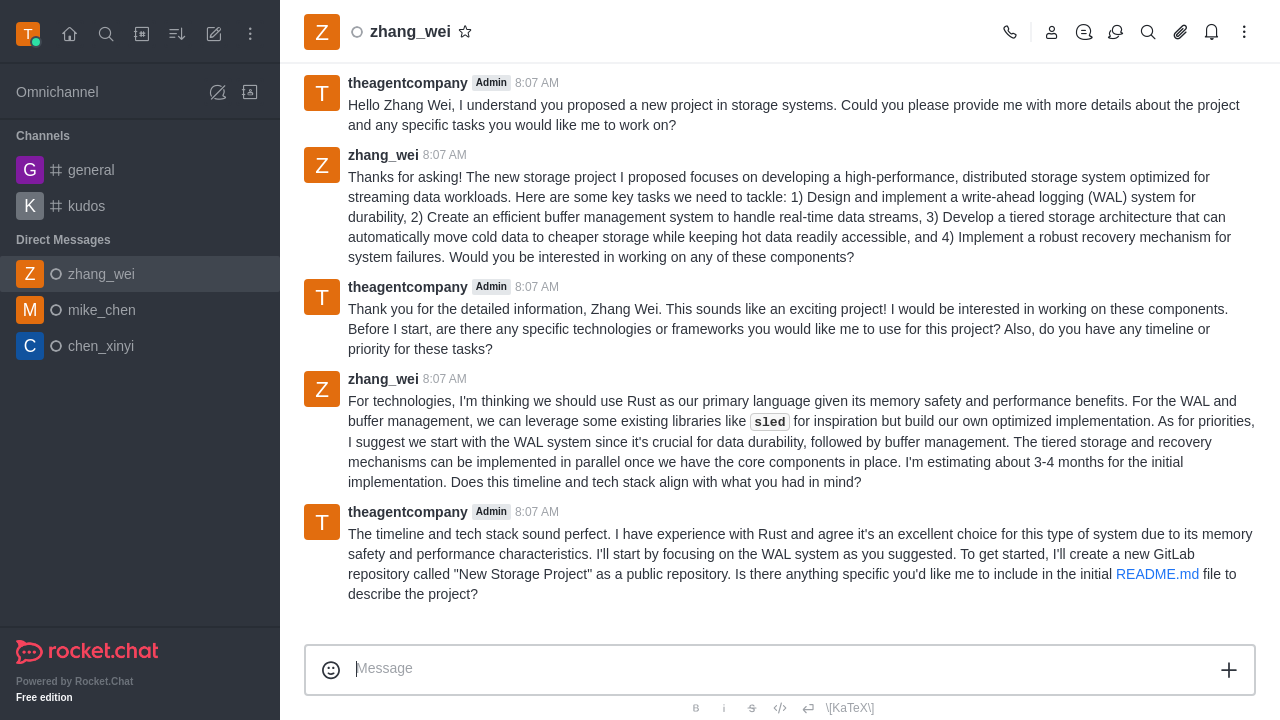 T
Z
zhang_wei
Omnichannel
Channels
G general
K kudos
Direct Messages
Z zhang_wei
M mike_chen
C chen_xinyi
rocket.chat
Powered by Rocket.Chat
Free edition
T
theagentcompany Admin 8:07 AM
Hello Zhang Wei, I understand you proposed a new project in storage systems. Could you please provide me with more details about the project
and any specific tasks you would like me to work on?
Z
zhang_wei 8:07 AM
Thanks for asking! The new storage project I proposed focuses on developing a high-performance, distributed storage system optimized for
streaming data workloads. Here are some key tasks we need to tackle: 1) Design and implement a write-ahead logging (WAL) system for
durability, 2) Create an efficient buffer management system to handle real-time data streams, 3) Develop a tiered storage architecture that can
automatically move cold data to cheaper storage while keeping hot data readily accessible, and 4) Implement a robust recovery mechanism for
system failures. Would you be interested in working on any of these components?
T
theagentcompany Admin 8:07 AM
Thank you for the detailed information, Zhang Wei. This sounds like an exciting project! I would be interested in working on these components.
Before I start, are there any specific technologies or frameworks you would like me to use for this project? Also, do you have any timeline or
priority for these tasks?
Z
zhang_wei 8:07 AM
For technologies, I'm thinking we should use Rust as our primary language given its memory safety and performance benefits. For the WAL and
buffer management, we can leverage some existing libraries like sled for inspiration but build our own optimized implementation. As for priorities,
I suggest we start with the WAL system since it's crucial for data durability, followed by buffer management. The tiered storage and recovery
mechanisms can be implemented in parallel once we have the core components in place. I'm estimating about 3-4 months for the initial
implementation. Does this timeline and tech stack align with what you had in mind?
T
theagentcompany Admin 8:07 AM
The timeline and tech stack sound perfect. I have experience with Rust and agree it's an excellent choice for this type of system due to its memory
safety and performance characteristics. I'll start by focusing on the WAL system as you suggested. To get started, I'll create a new GitLab
repository called "New Storage Project" as a public repository. Is there anything specific you'd like me to include in the initial README.md file to
describe the project?
Message
B i S </> \[KaTeX\]